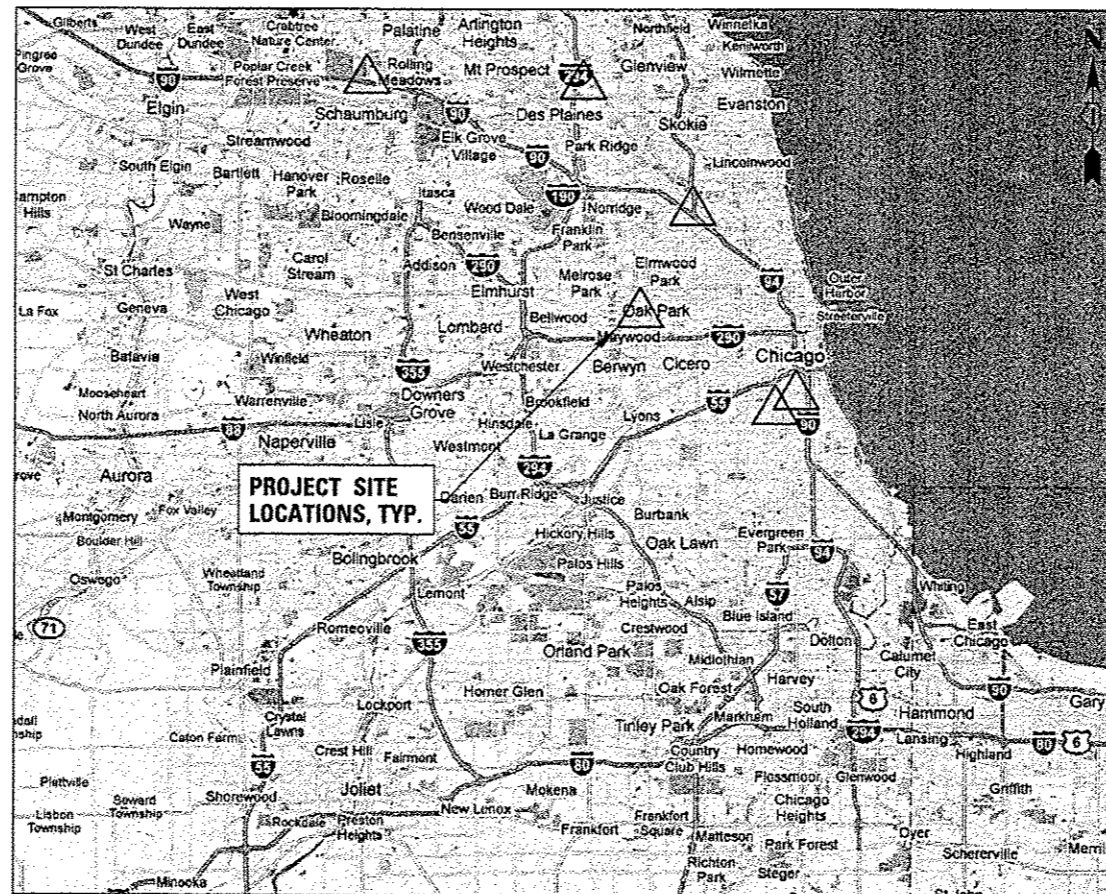 Gilberts
West
Dundee
East
Dundee
Crabtree
Nature Center
Palatine
Arlington
Heights
Northfield
Winnetka
N
Pingree
Grove
90
Poplar Creek
Forest Preserve
Rolling
Meadows
Mt Prospect
294
Glenview
Kenilworth
Wilmette
Elgin
Schaumburg
90
Des Plaines
Evanston
Streamwood
Elk Grove
Village
90
Park Ridge
Skokie
South Elgin
Bartlett
Hanover
Park
Roselle
Itasca
190
Lincolnwood
ampton
Hills
Wayne
Bloomingdale
Wood Dale
Norridge
Bensenville
Franklin
Park
St Charles
Carol
Stream
Addison
290
Melrose
Park
Elmwood
Park
94
Outer
Harbor
La Fox
Geneva
West
Chicago
Elmhurst
Bellwood
Oak Park
Streeterville
Wheaton
Lombard
Maywood
290
Chicago
Batavia
Winfield
355
Westchester
Berwyn
Cicero
Mooseheart
Warrenville
Downers
Grove
Brookfield
Lyons
55
North Aurora
88
Lisle
Hinsdale
La Grange
90
Naperville
Westmont
294
rove
Aurora
PROJECT SITE
LOCATIONS, TYP.
Darien
Burr Ridge
Justice
Montgomery
Fox Valley
55
Burbank
Boulder Hill
Hickory Hills
Oak Lawn
Evergreen
Park
94
Bolingbrook
Palos Hills
Oswego
Wheatland
Township
Lemont
Palos
Heights
Alsip
57
Whiting
71
Romeoville
355
Crestwood
Blue Island
East
Chicago
Orland Park
Dolton
Plainfield
Midlothian
Calumet
City
Homer Glen
Harvey
90
Lockport
Oak Forest
6
Gary
Crystal
Lawns
Tinley Park
Markham
South
Holland
Hammond
ndall
nship
Caton Farm
Crest Hill
Fairmont
Homewood
294
Lansing
Highland
80
6
55
80
Country
Club Hills
Plattville
Joliet
Mokena
Flossmoor
Glenwood
Griffith
Lisbon
Township
Seward
Township
Shorewood
New Lenox
Chicago
Heights
Rockdale
Preston
Heights
Frankfort
Frankfort
Square
Matteson
Park Forest
Dyer
Schererville
Merril
Minooka
Richton
Park
Steger